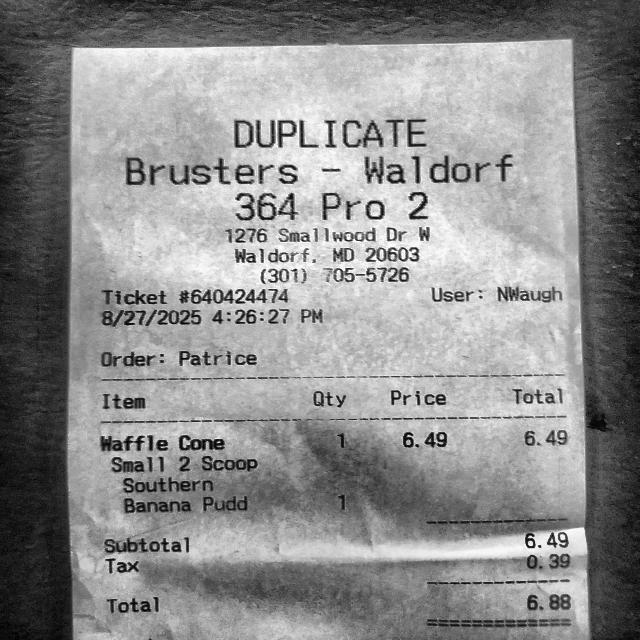 DUPLICATE
Brusters - Waldorf
364 Pro 2
1276 Smallwood Dr W
Waldorf, MD 20603
(301) 705-5726
Ticket #640424474 User: NWaugh
8/27/2025 4:26:27 PM
Order: Patrice
Item Qty Price Total
Waffle Cone 1 6.49 6.49
Small 2 Scoop
Southern
Banana Pudd 1
Subtotal 6.49
Tax 0.39
Total 6.88